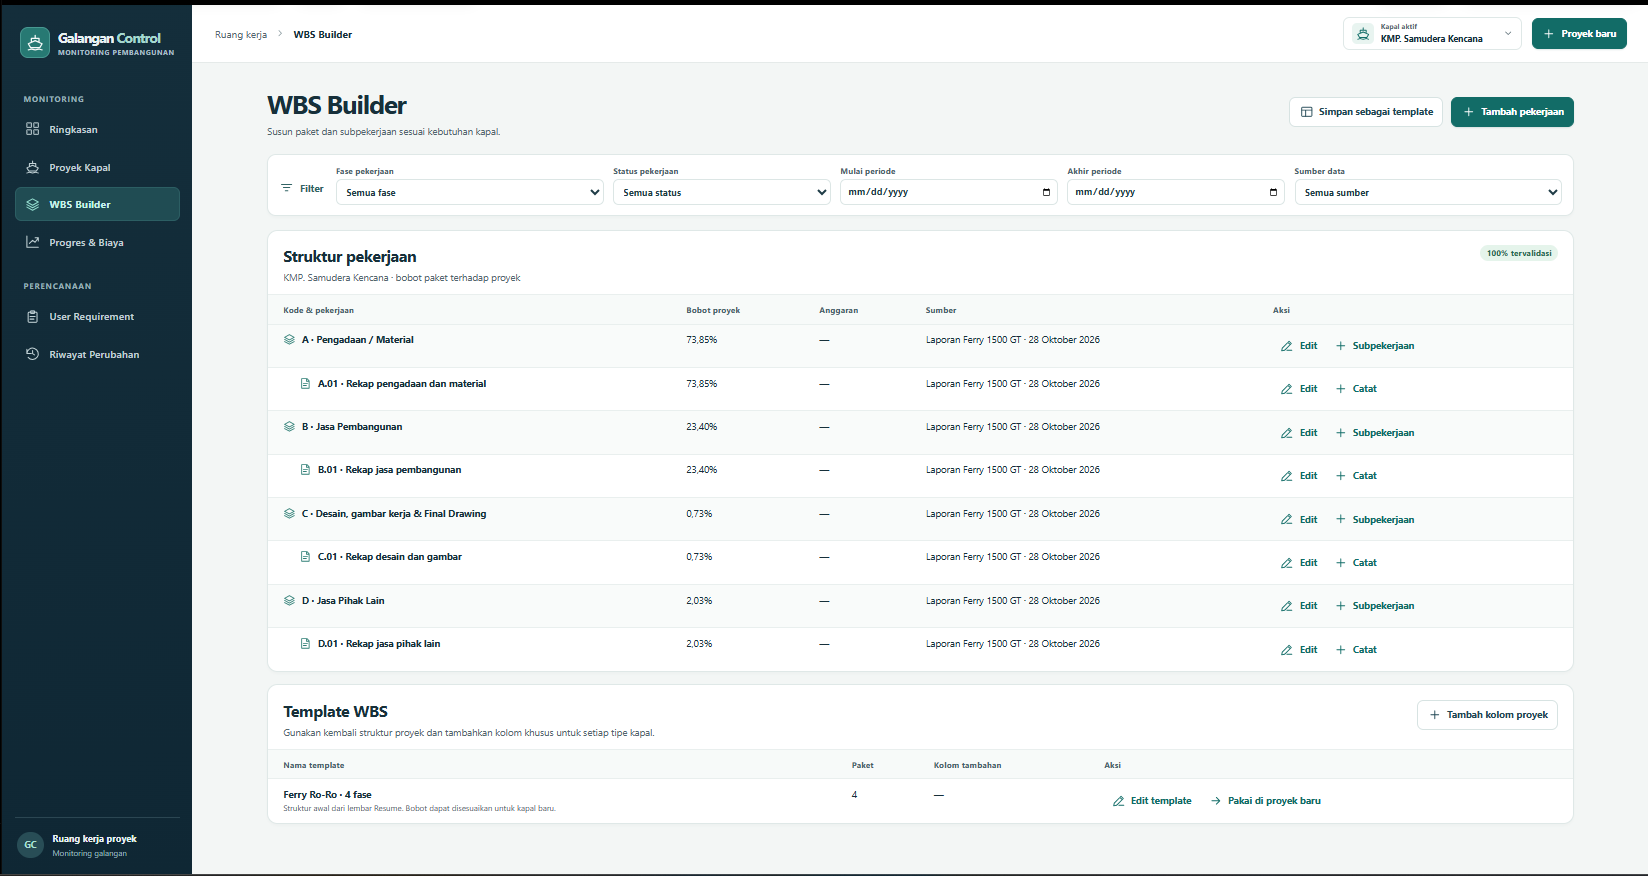 Galangan Control
MONITORING PEMBANGUNAN
MONITORING
Ringkasan
Proyek Kapal
WBS Builder
Progres & Biaya
PERENCANAAN
User Requirement
Riwayat Perubahan
GC
Ruang kerja proyek
Monitoring galangan
Ruang kerja > WBS Builder
Kapal aktif
KMP. Samudera Kencana
+ Proyek baru
WBS Builder
Susun paket dan subpekerjaan sesuai kebutuhan kapal.
Simpan sebagai template
+ Tambah pekerjaan
Filter
Fase pekerjaan
Semua fase
Status pekerjaan
Semua status
Mulai periode
mm/dd/yyyy
Akhir periode
mm/dd/yyyy
Sumber data
Semua sumber
Struktur pekerjaan
KMP. Samudera Kencana · bobot paket terhadap proyek
100% tervalidasi
Kode & pekerjaan Bobot proyek Anggaran Sumber Aksi
A · Pengadaan / Material 73,85% — Laporan Ferry 1500 GT · 28 Oktober 2026 Edit + Subpekerjaan
A.01 · Rekap pengadaan dan material 73,85% — Laporan Ferry 1500 GT · 28 Oktober 2026 Edit + Catat
B · Jasa Pembangunan 23,40% — Laporan Ferry 1500 GT · 28 Oktober 2026 Edit + Subpekerjaan
B.01 · Rekap jasa pembangunan 23,40% — Laporan Ferry 1500 GT · 28 Oktober 2026 Edit + Catat
C · Desain, gambar kerja & Final Drawing 0,73% — Laporan Ferry 1500 GT · 28 Oktober 2026 Edit + Subpekerjaan
C.01 · Rekap desain dan gambar 0,73% — Laporan Ferry 1500 GT · 28 Oktober 2026 Edit + Catat
D · Jasa Pihak Lain 2,03% — Laporan Ferry 1500 GT · 28 Oktober 2026 Edit + Subpekerjaan
D.01 · Rekap jasa pihak lain 2,03% — Laporan Ferry 1500 GT · 28 Oktober 2026 Edit + Catat
Template WBS
Gunakan kembali struktur proyek dan tambahkan kolom khusus untuk setiap tipe kapal.
+ Tambah kolom proyek
Nama template Paket Kolom tambahan Aksi
Ferry Ro-Ro · 4 fase 4 — Edit template → Pakai di proyek baru
Struktur awal dari lembar Resume. Bobot dapat disesuaikan untuk kapal baru.